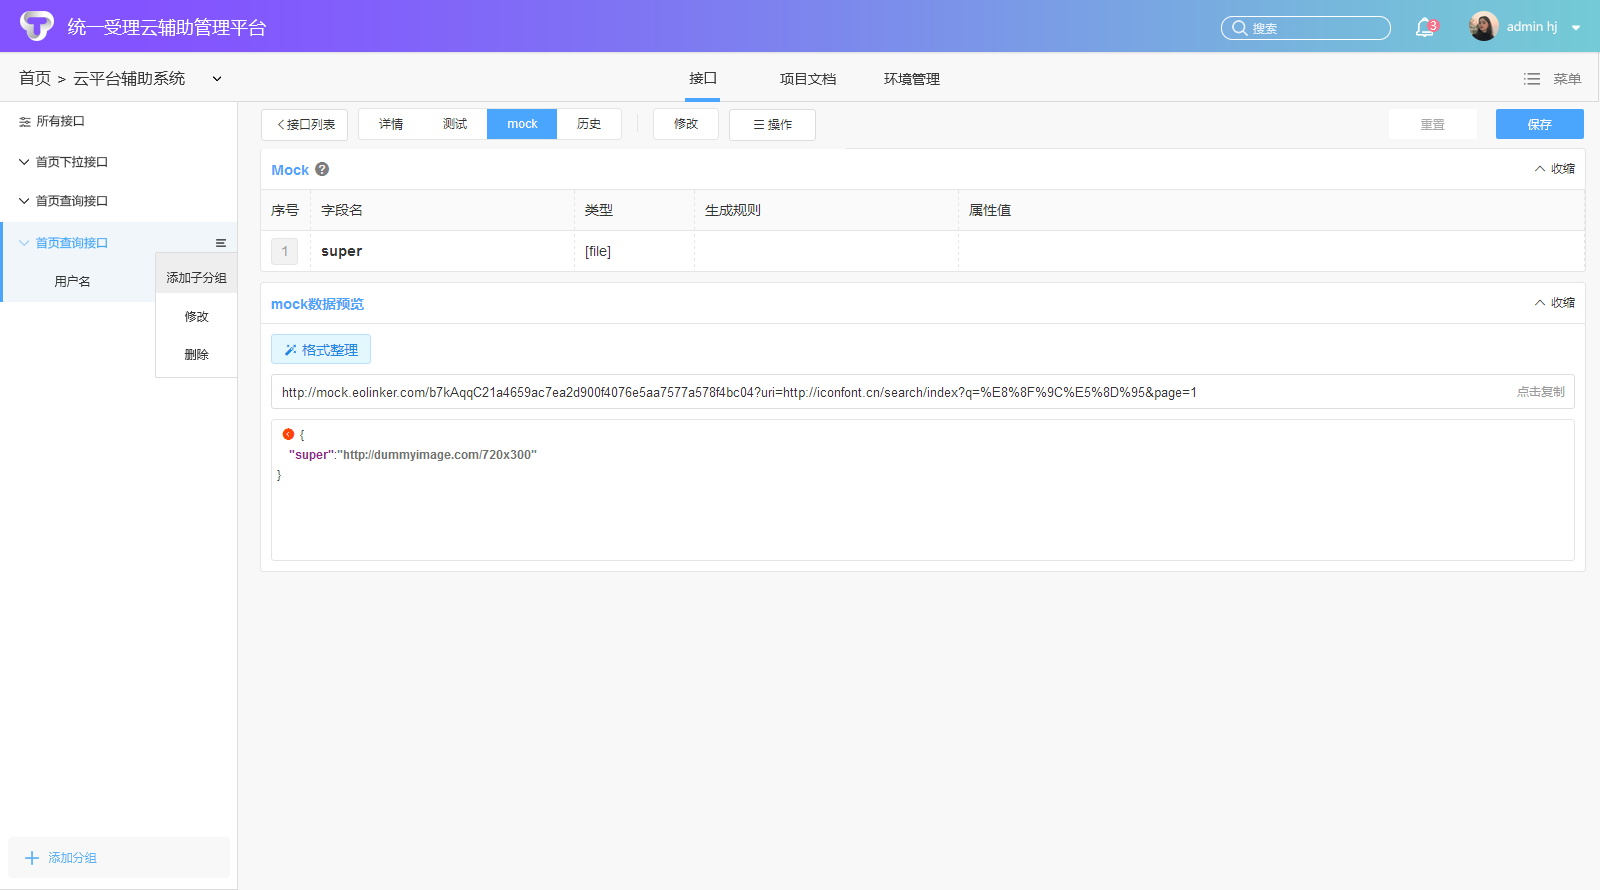 统一受理云辅助管理平台
搜索
3
admin hj
首页 > 云平台辅助系统
接口
项目文档
环境管理
菜单
所有接口
首页下拉接口
首页查询接口
首页查询接口
用户名
添加子分组
修改
删除
添加分组
接口列表
详情
测试
mock
历史
修改
操作
重置
保存
Mock ?
收缩
序号 字段名 类型 生成规则 属性值
1 super [file]
mock数据预览
收缩
格式整理
http://mock.eolinker.com/b7kAqqC21a4659ac7ea2d900f4076e5aa7577a578f4bc04?uri=http://iconfont.cn/search/index?q=%E8%8F%9C%E5%8D%95&page=1
点击复制
{
"super":"http://dummyimage.com/720x300"
}